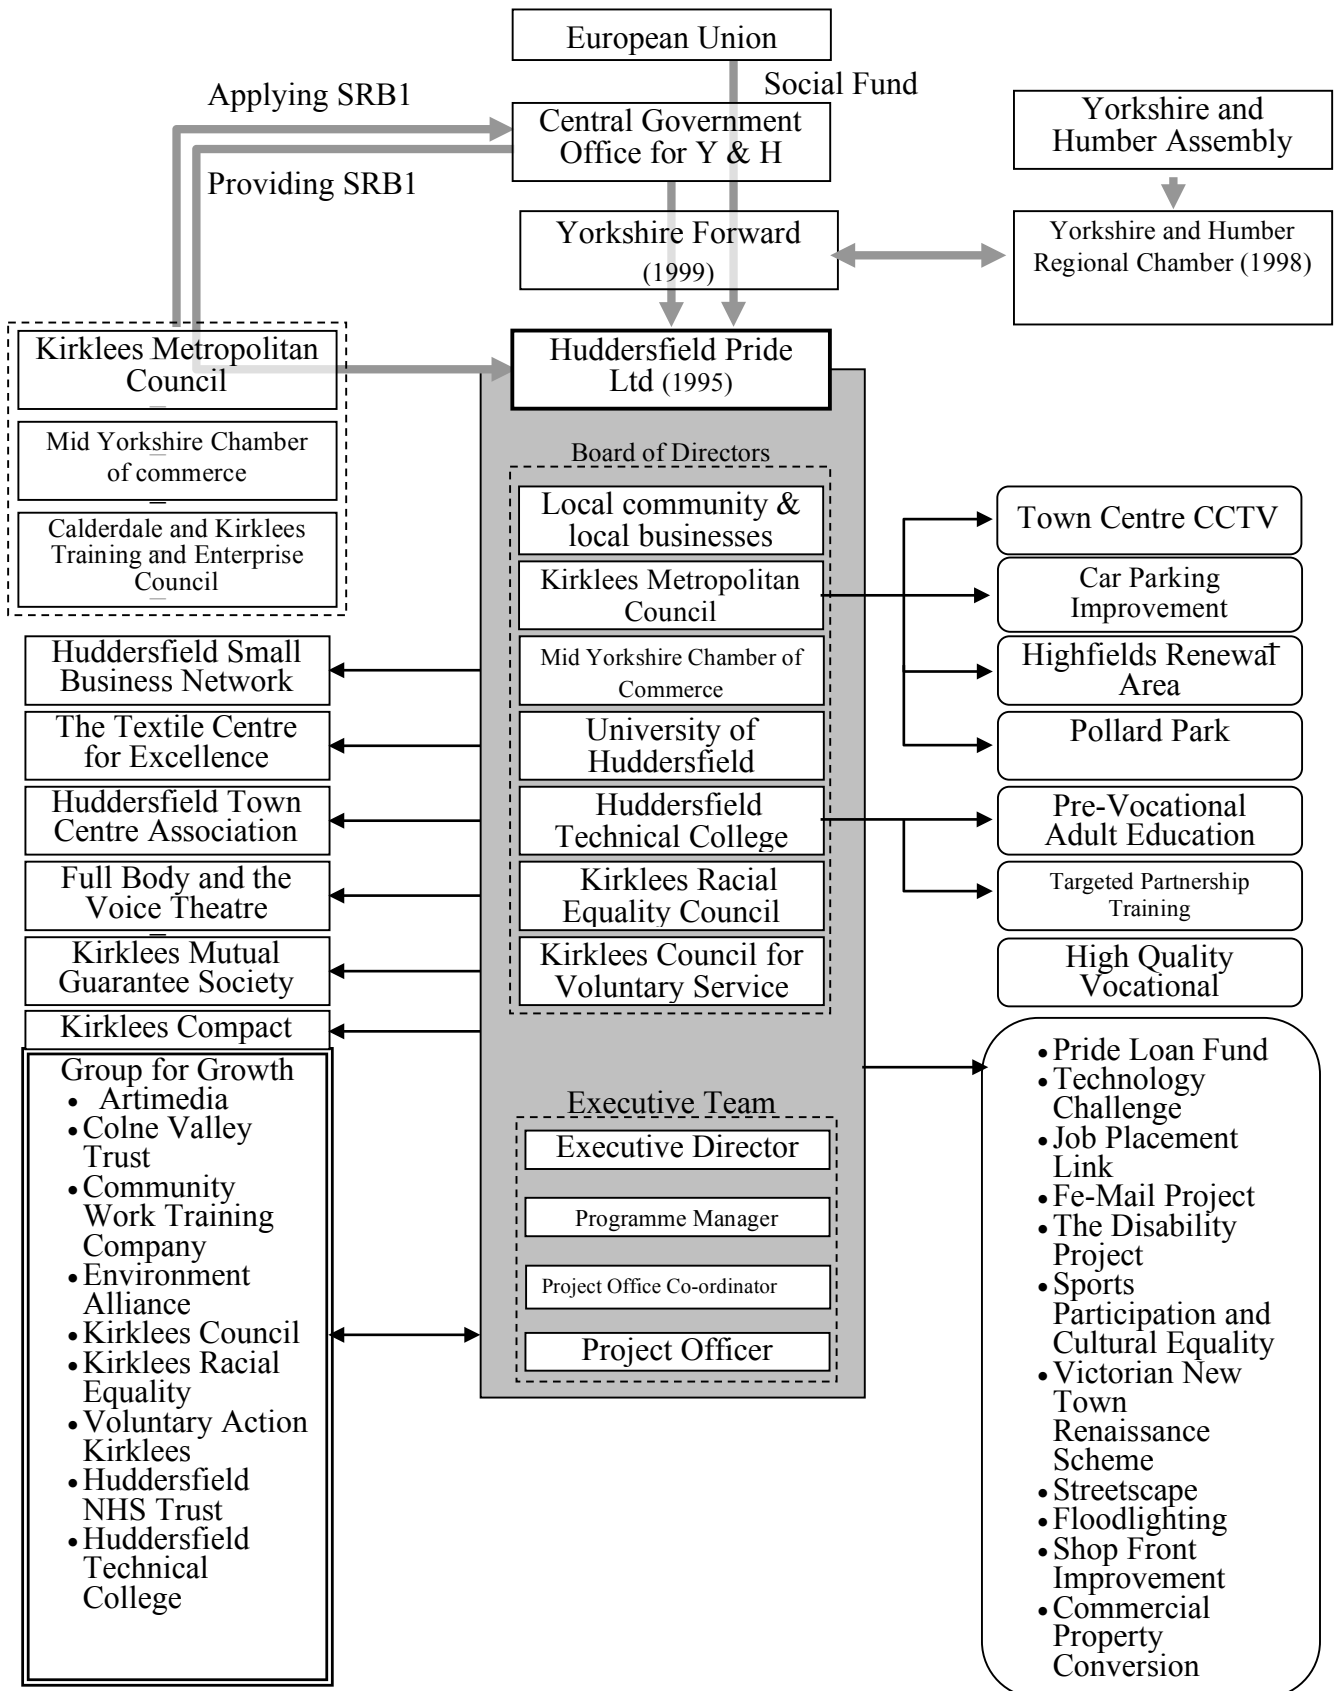 European Union
Social Fund
Applying SRB1
Central Government
Office for Y & H
Providing SRB1
Yorkshire and
Humber Assembly
Yorkshire Forward
(1999)
Yorkshire and Humber
Regional Chamber (1998)
Kirklees Metropolitan
Council
Mid Yorkshire Chamber
of commerce
Calderdale and Kirklees
Training and Enterprise
Council
Huddersfield Pride
Ltd (1995)
Board of Directors
Local community &
local businesses
Kirklees Metropolitan
Council
Mid Yorkshire Chamber of
Commerce
University of
Huddersfield
Huddersfield
Technical College
Kirklees Racial
Equality Council
Kirklees Council for
Voluntary Service
Executive Team
Executive Director
Programme Manager
Project Office Co-ordinator
Project Officer
Huddersfield Small
Business Network
The Textile Centre
for Excellence
Huddersfield Town
Centre Association
Full Body and the
Voice Theatre
Kirklees Mutual
Guarantee Society
Kirklees Compact
Group for Growth
• Artimedia
• Colne Valley
Trust
• Community
Work Training
Company
• Environment
Alliance
• Kirklees Council
• Kirklees Racial
Equality
• Voluntary Action
Kirklees
• Huddersfield
NHS Trust
• Huddersfield
Technical
College
Town Centre CCTV
Car Parking
Improvement
Highfields Renewal
Area
Pollard Park
Pre-Vocational
Adult Education
Targeted Partnership
Training
High Quality
Vocational
• Pride Loan Fund
• Technology
Challenge
• Job Placement
Link
• Fe-Mail Project
• The Disability
Project
• Sports
Participation and
Cultural Equality
• Victorian New
Town
Renaissance
Scheme
• Streetscape
• Floodlighting
• Shop Front
Improvement
• Commercial
Property
Conversion